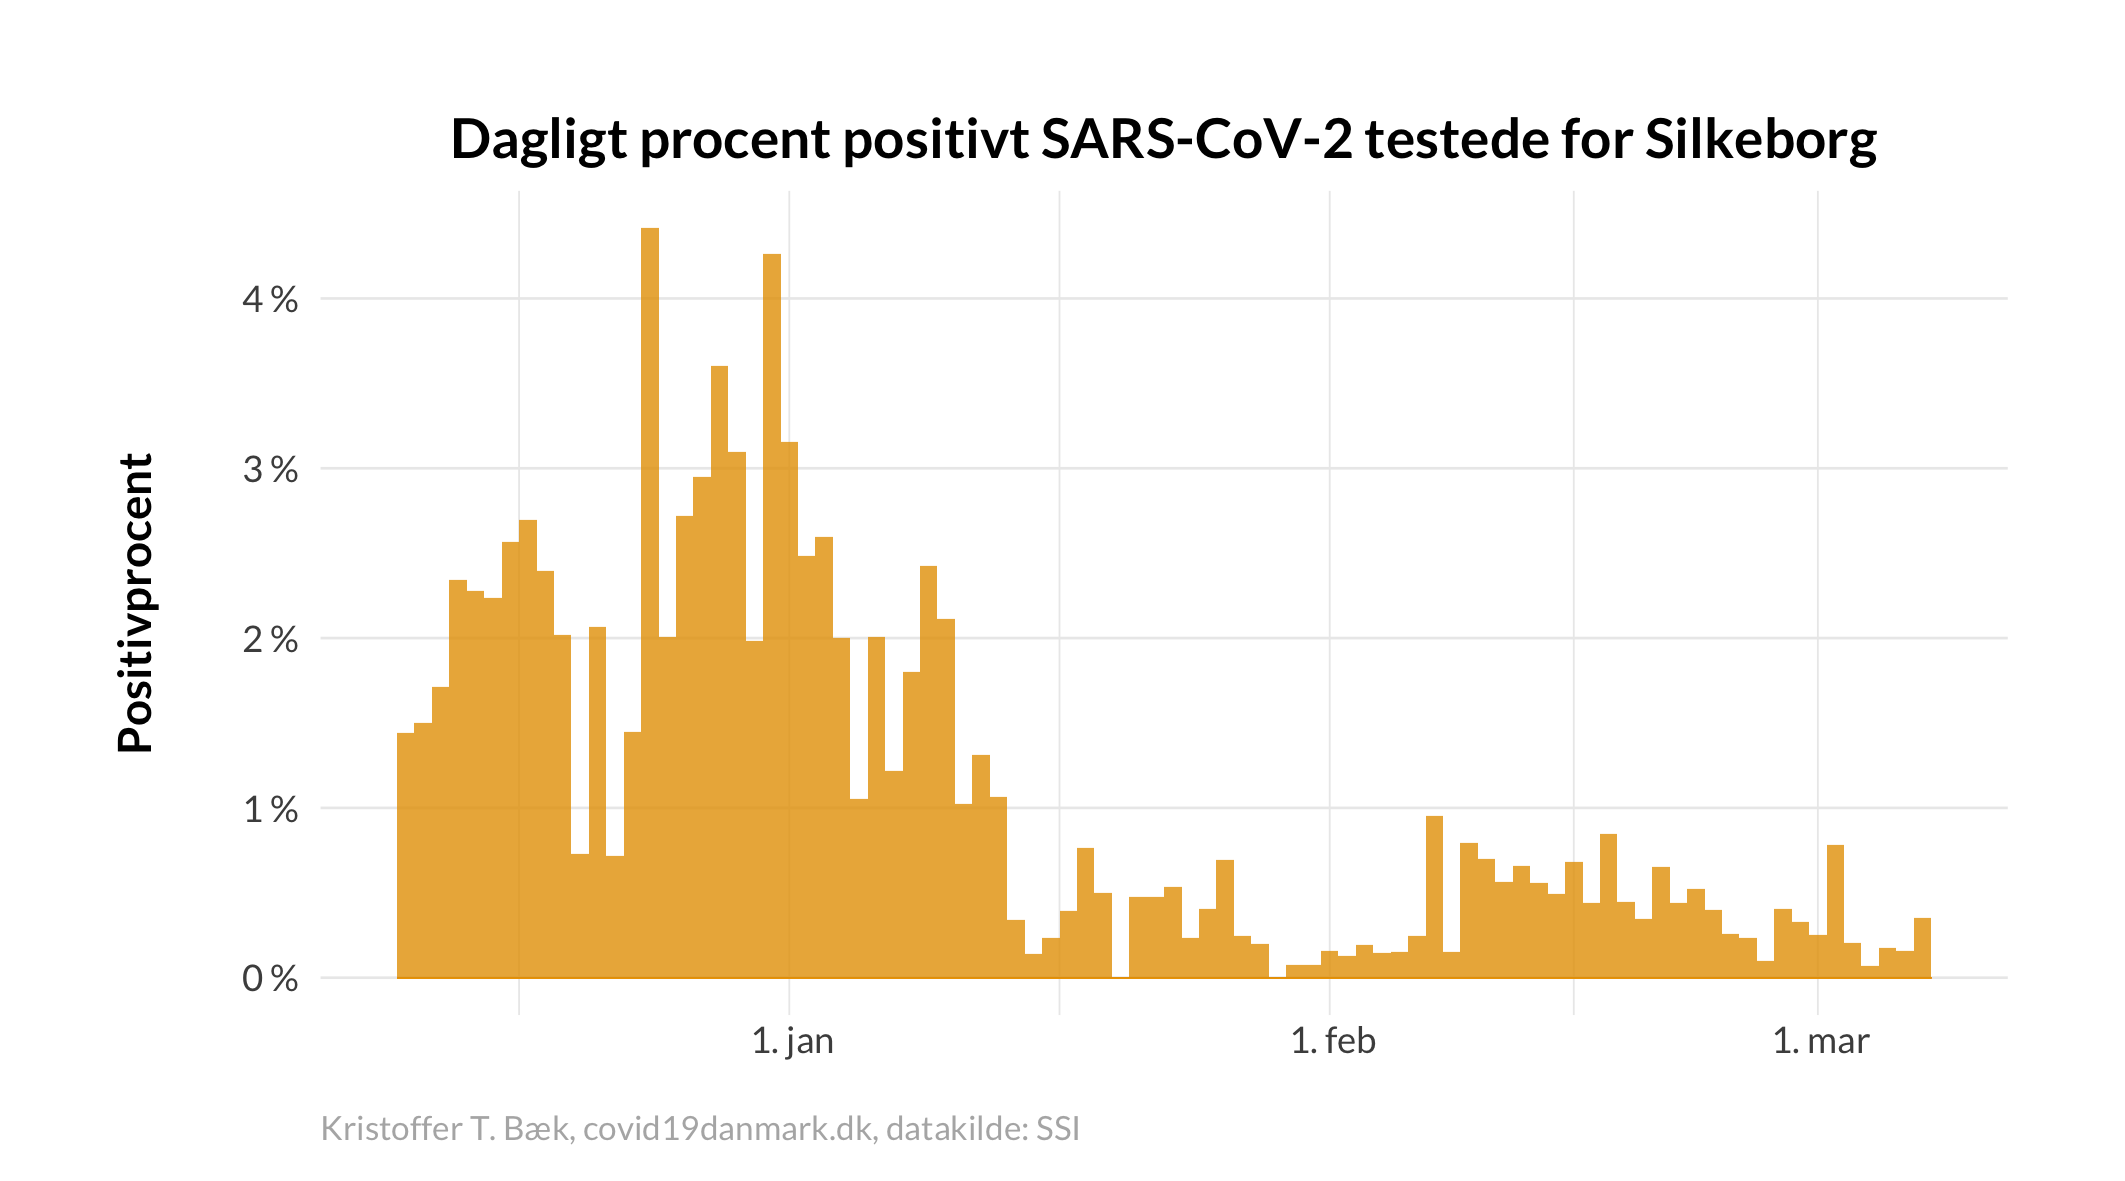 Dagligt procent positivt SARS-CoV-2 testede for Silkeborg
Positivprocent
4 %
3 %
2 %
1 %
0 %
1. jan
1. feb
1. mar
Kristoffer T. Bæk, covid19danmark.dk, datakilde: SSI